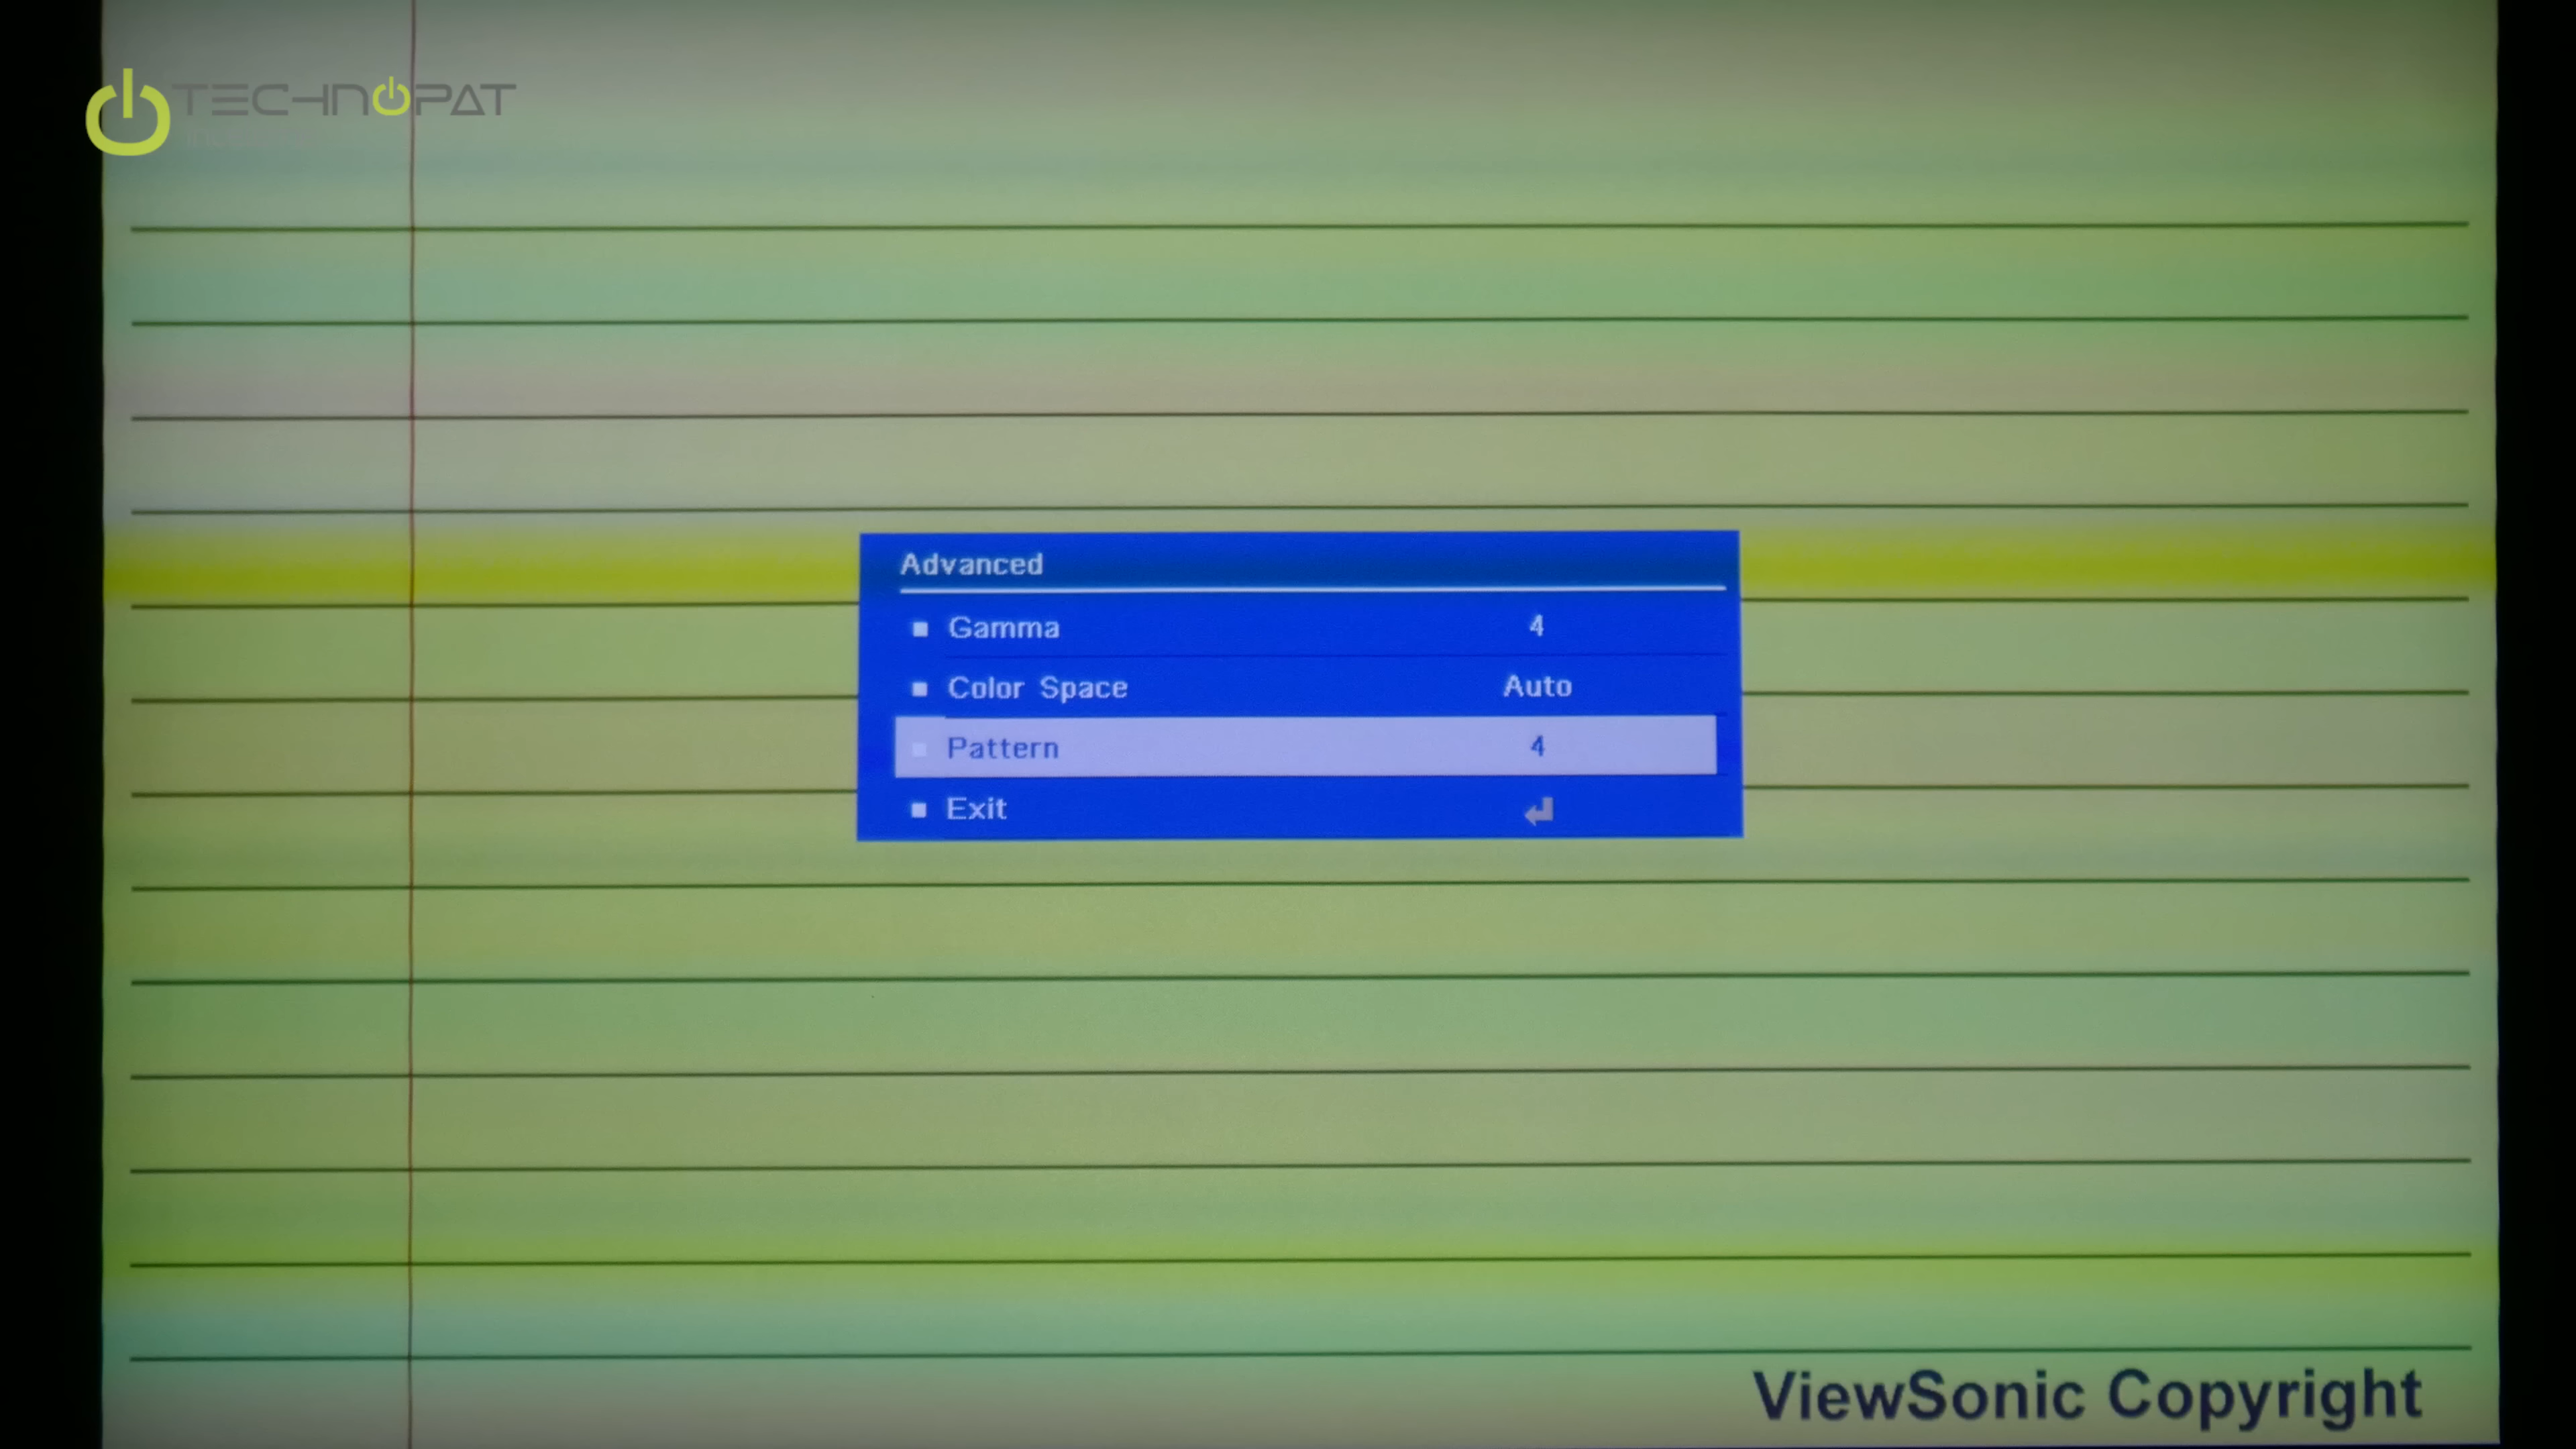 TECHNOPAT
Advanced
Gamma 4
Color Space Auto
Pattern 4
Exit
ViewSonic Copyright